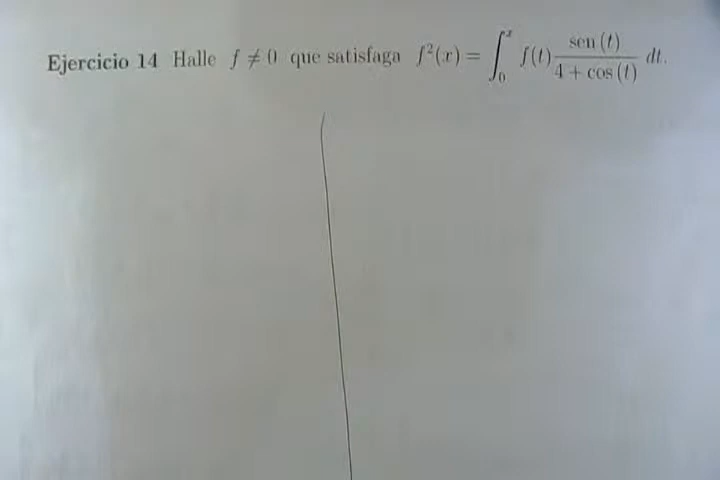 Ejercicio 14 Halle f ≠ 0 que satisfaga f²(x) = ∫₀ˣ f(t) sen (t) / 4 + cos (t) dt.